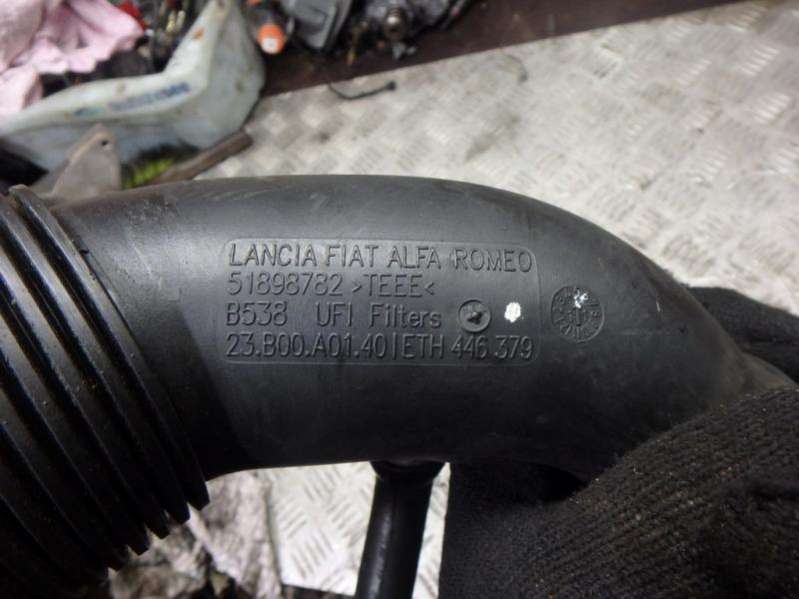 LANCIA FIAT ALFA ROMEO
51898782 >TEEE<
B538 UFI Filters
23.B00.A01.40|ETH 446 379